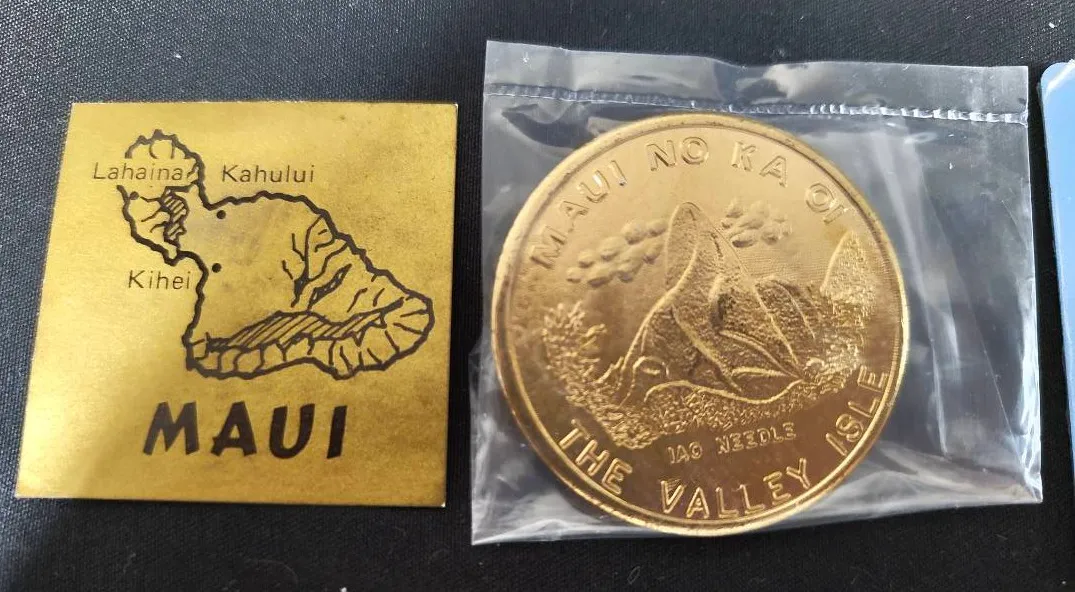 Lahaina
Kahului
Kihei
MAUI
MAUI NO KA OI
IAO NEEDLE
THE VALLEY ISLE